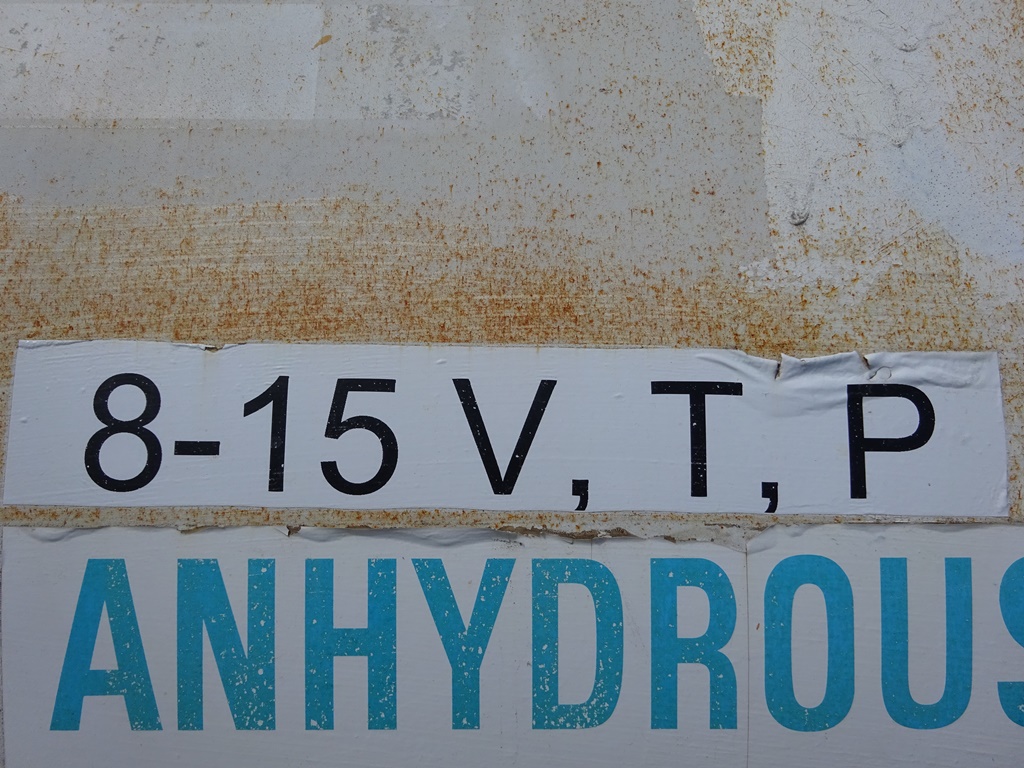 8-15 V, T, P
ANHYDROUS